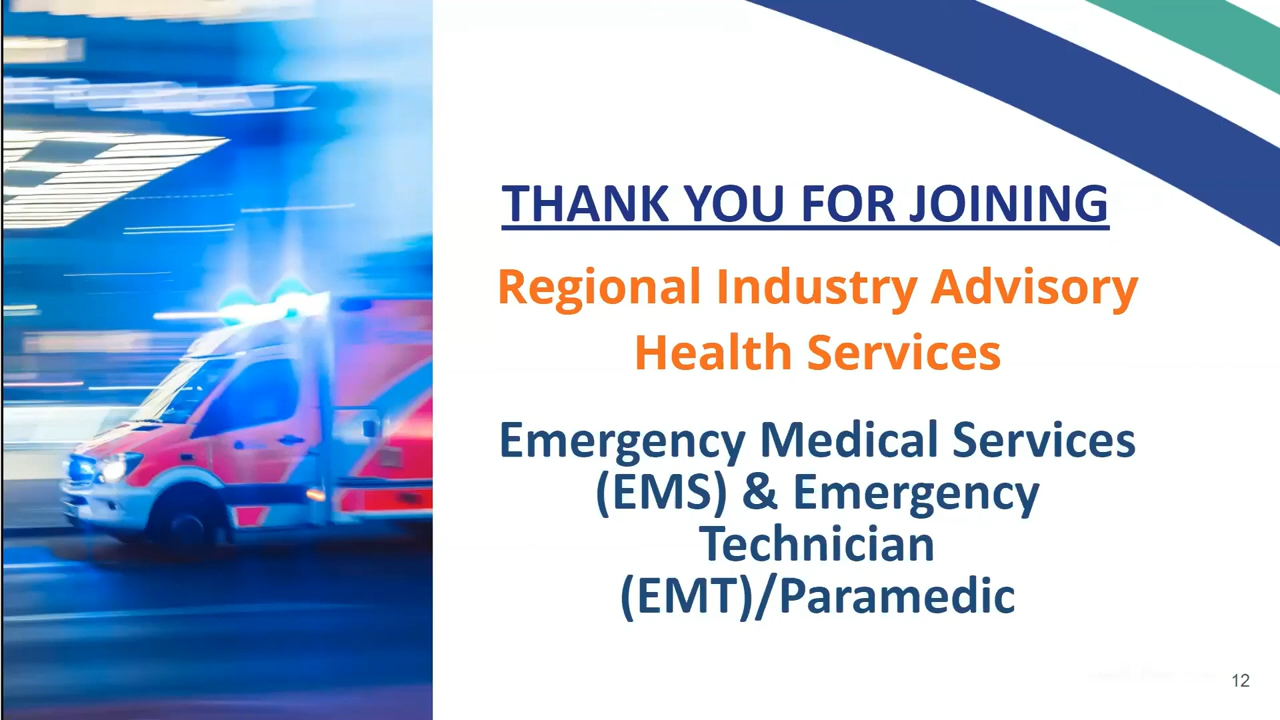 THANK YOU FOR JOINING
Regional Industry Advisory
Health Services
Emergency Medical Services
(EMS) & Emergency
Technician
(EMT)/Paramedic
12